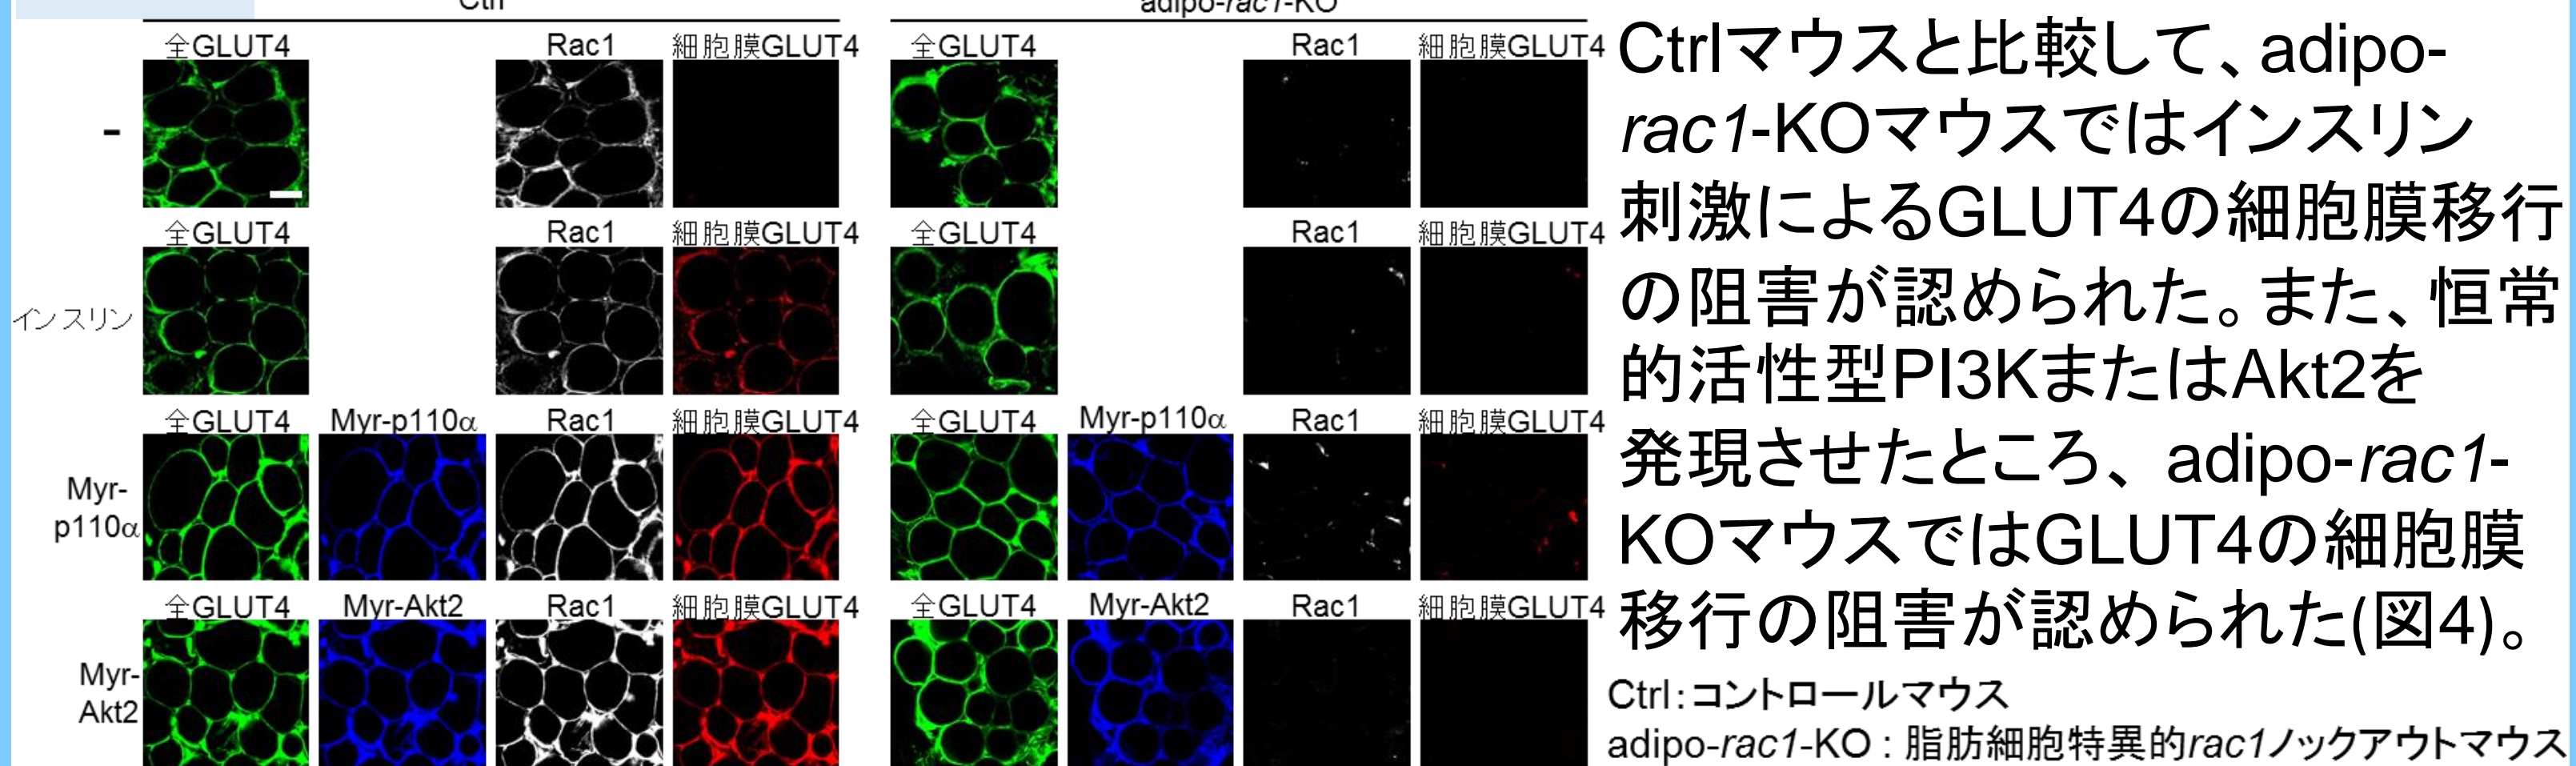 Ctrl
adipo-rac1-KO
全GLUT4 Rac1 細胞膜GLUT4 全GLUT4 Rac1 細胞膜GLUT4
-
全GLUT4 Rac1 細胞膜GLUT4 全GLUT4 Rac1 細胞膜GLUT4
インスリン
全GLUT4 Myr-p110α Rac1 細胞膜GLUT4 全GLUT4 Myr-p110α Rac1 細胞膜GLUT4
Myr-
p110α
全GLUT4 Myr-Akt2 Rac1 細胞膜GLUT4 全GLUT4 Myr-Akt2 Rac1 細胞膜GLUT4
Myr-
Akt2
Ctrlマウスと比較して、adipo-
rac1-KOマウスではインスリン
刺激によるGLUT4の細胞膜移行
の阻害が認められた。また、恒常
的活性型PI3KまたはAkt2を
発現させたところ、adipo-rac1-
KOマウスではGLUT4の細胞膜
移行の阻害が認められた(図4)。
Ctrl：コントロールマウス
adipo-rac1-KO：脂肪細胞特異的rac1ノックアウトマウス